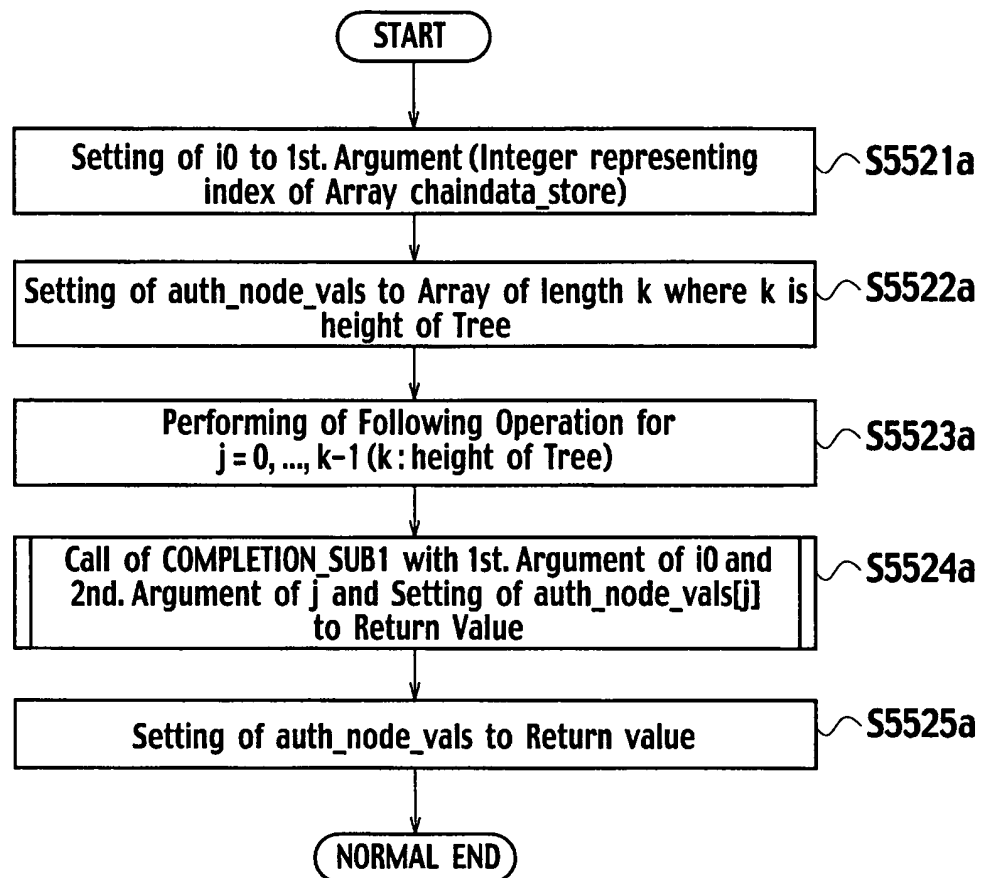 START
Setting of i0 to 1st. Argument (Integer representing
index of Array chaindata_store)
S5521a
Setting of auth_node_vals to Array of length k where k is
height of Tree
S5522a
Performing of Following Operation for
j = 0, ..., k-1 (k : height of Tree)
S5523a
Call of COMPLETION_SUB1 with 1st. Argument of i0 and
2nd. Argument of j and Setting of auth_node_vals[j]
to Return Value
S5524a
Setting of auth_node_vals to Return value
S5525a
NORMAL END